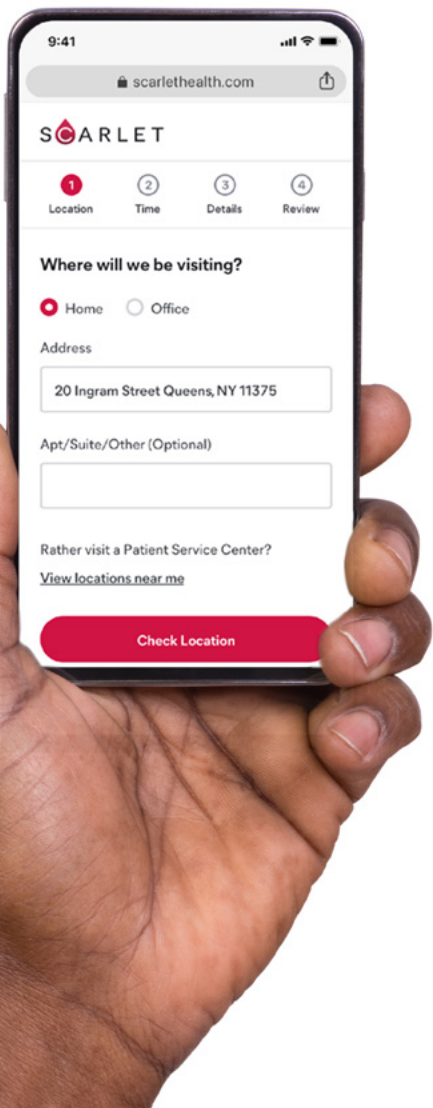 9:41
scarlethealth.com
SCARLET
1 2 3 4
Location Time Details Review
Where will we be visiting?
Home Office
Address
20 Ingram Street Queens, NY 11375
Apt/Suite/Other (Optional)
Rather visit a Patient Service Center?
View locations near me
Check Location